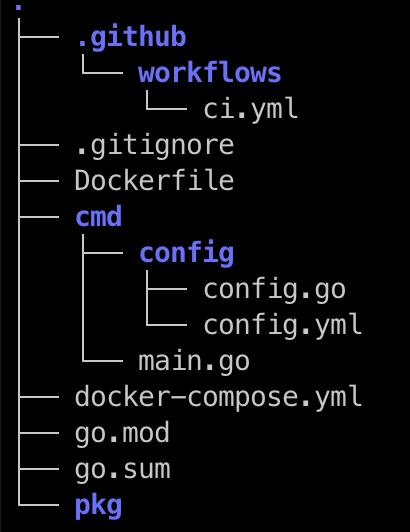 .
├── .github
│   └── workflows
│       └── ci.yml
├── .gitignore
├── Dockerfile
├── cmd
│   ├── config
│   │   ├── config.go
│   │   └── config.yml
│   └── main.go
├── docker-compose.yml
├── go.mod
├── go.sum
└── pkg